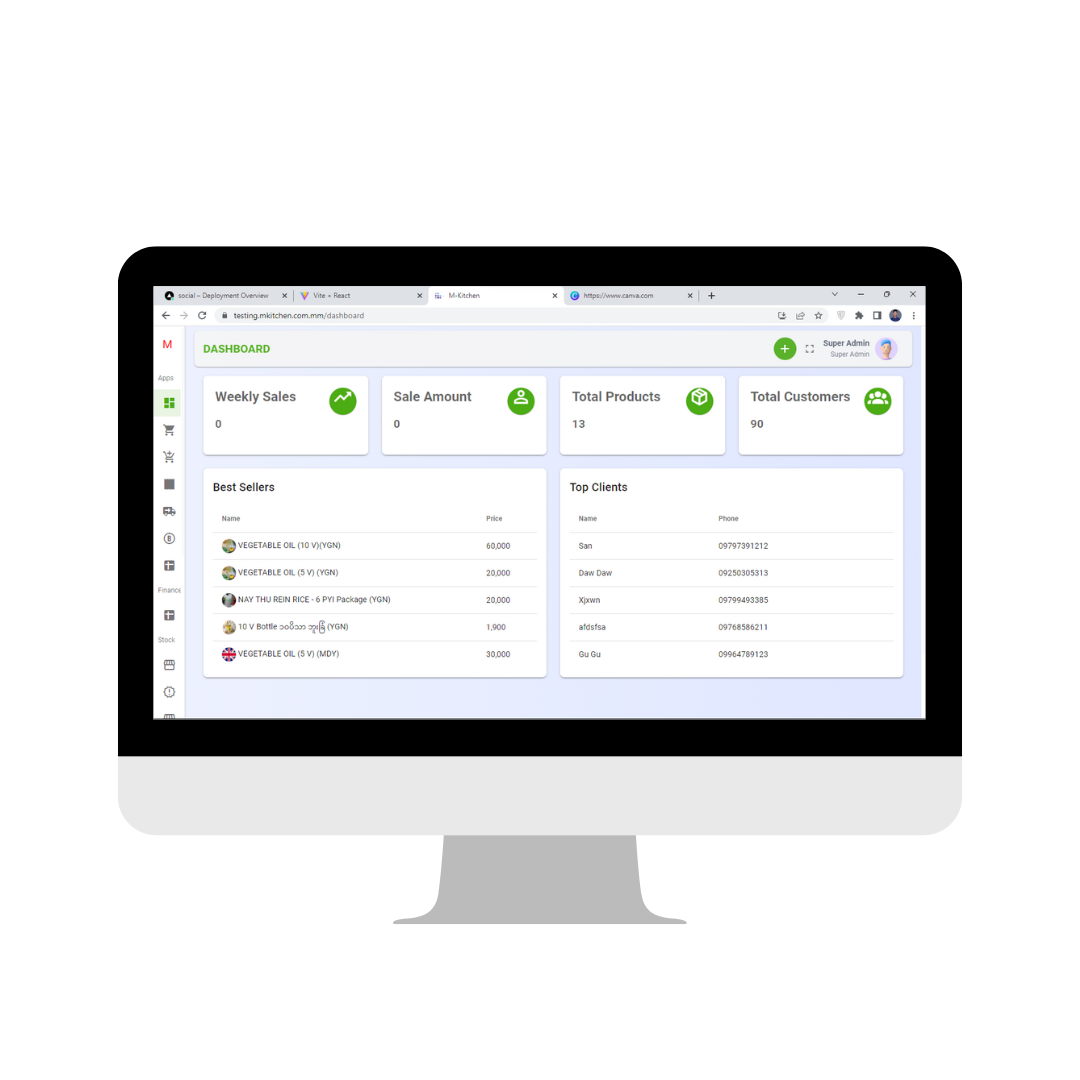 social – Deployment Overview
Vite + React
M-Kitchen
https://www.canva.com
testing.mkitchen.com.mm/dashboard
M
DASHBOARD
Super Admin
Super Admin
Apps
Weekly Sales
0
Sale Amount
0
Total Products
13
Total Customers
90
Best Sellers
Name Price
VEGETABLE OIL (10 V)(YGN) 60,000
VEGETABLE OIL (5 V) (YGN) 20,000
NAY THU REIN RICE - 6 PYI Package (YGN) 20,000
10 V Bottle ၁၀ပိသာ (YGN) 1,900
VEGETABLE OIL (5 V) (MDY) 30,000
Top Clients
Name Phone
San 09797391212
Daw Daw 09250305313
Xjxwn 09799493385
afdsfsa 09768586211
Gu Gu 09964789123
Finance
Stock